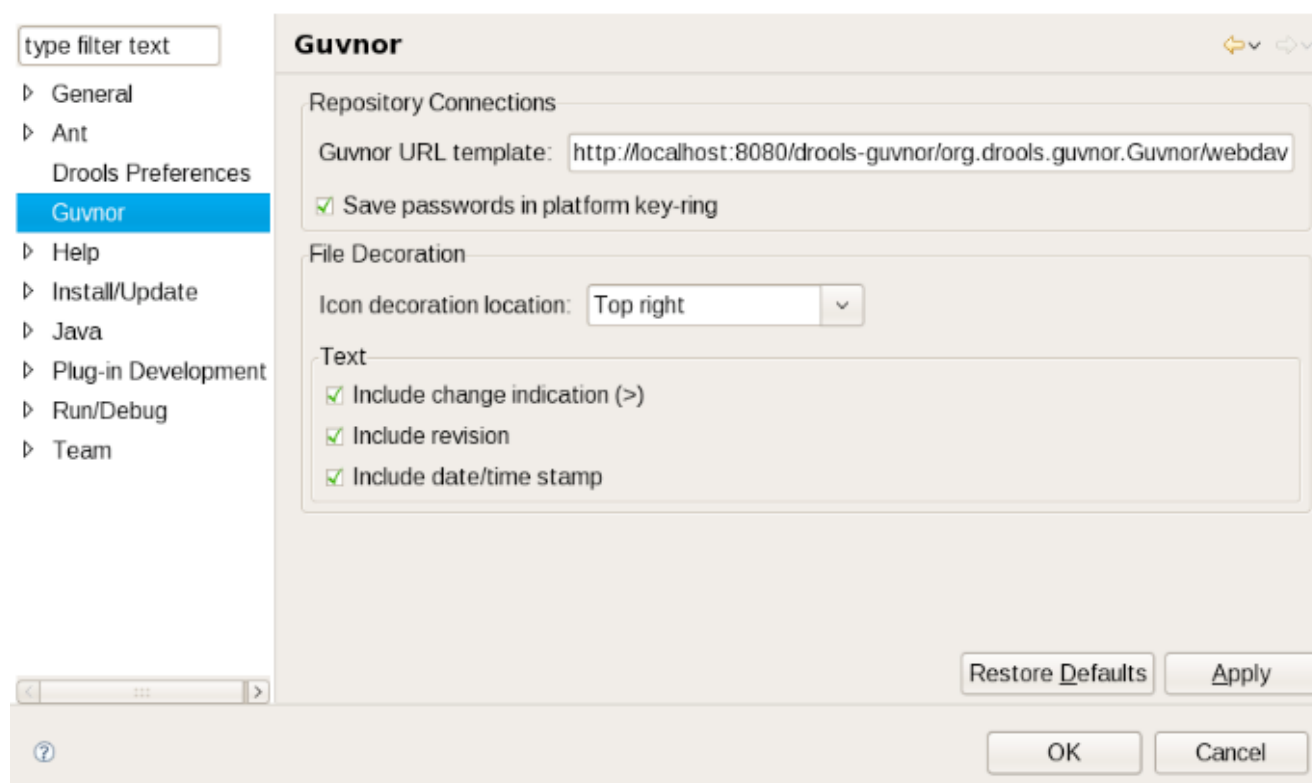 type filter text
General
Ant
Drools Preferences
Guvnor
Help
Install/Update
Java
Plug-in Development
Run/Debug
Team
Guvnor
Repository Connections
Guvnor URL template: http://localhost:8080/drools-guvnor/org.drools.guvnor.Guvnor/webdav
Save passwords in platform key-ring
File Decoration
Icon decoration location: Top right
Text
Include change indication (>)
Include revision
Include date/time stamp
Restore Defaults Apply
OK Cancel